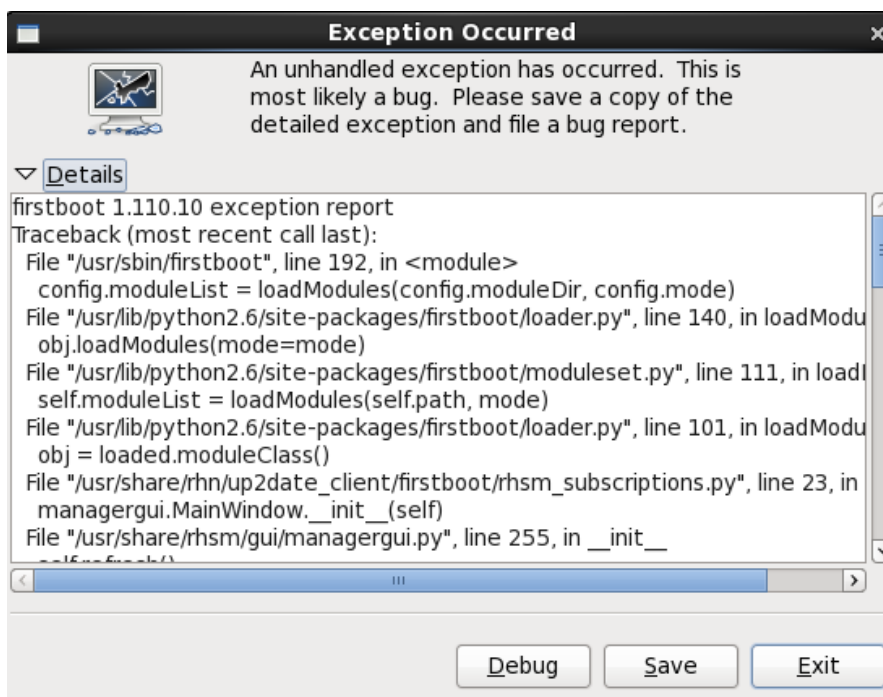 Exception Occurred
An unhandled exception has occurred.  This is
most likely a bug.  Please save a copy of the
detailed exception and file a bug report.
Details
firstboot 1.110.10 exception report
Traceback (most recent call last):
File "/usr/sbin/firstboot", line 192, in <module>
config.moduleList = loadModules(config.moduleDir, config.mode)
File "/usr/lib/python2.6/site-packages/firstboot/loader.py", line 140, in loadModu
obj.loadModules(mode=mode)
File "/usr/lib/python2.6/site-packages/firstboot/moduleset.py", line 111, in load
self.moduleList = loadModules(self.path, mode)
File "/usr/lib/python2.6/site-packages/firstboot/loader.py", line 101, in loadModu
obj = loaded.moduleClass()
File "/usr/share/rhn/up2date_client/firstboot/rhsm_subscriptions.py", line 23, in
managergui.MainWindow.__init__(self)
File "/usr/share/rhsm/gui/managergui.py", line 255, in __init__
self.refresh()
Debug
Save
Exit